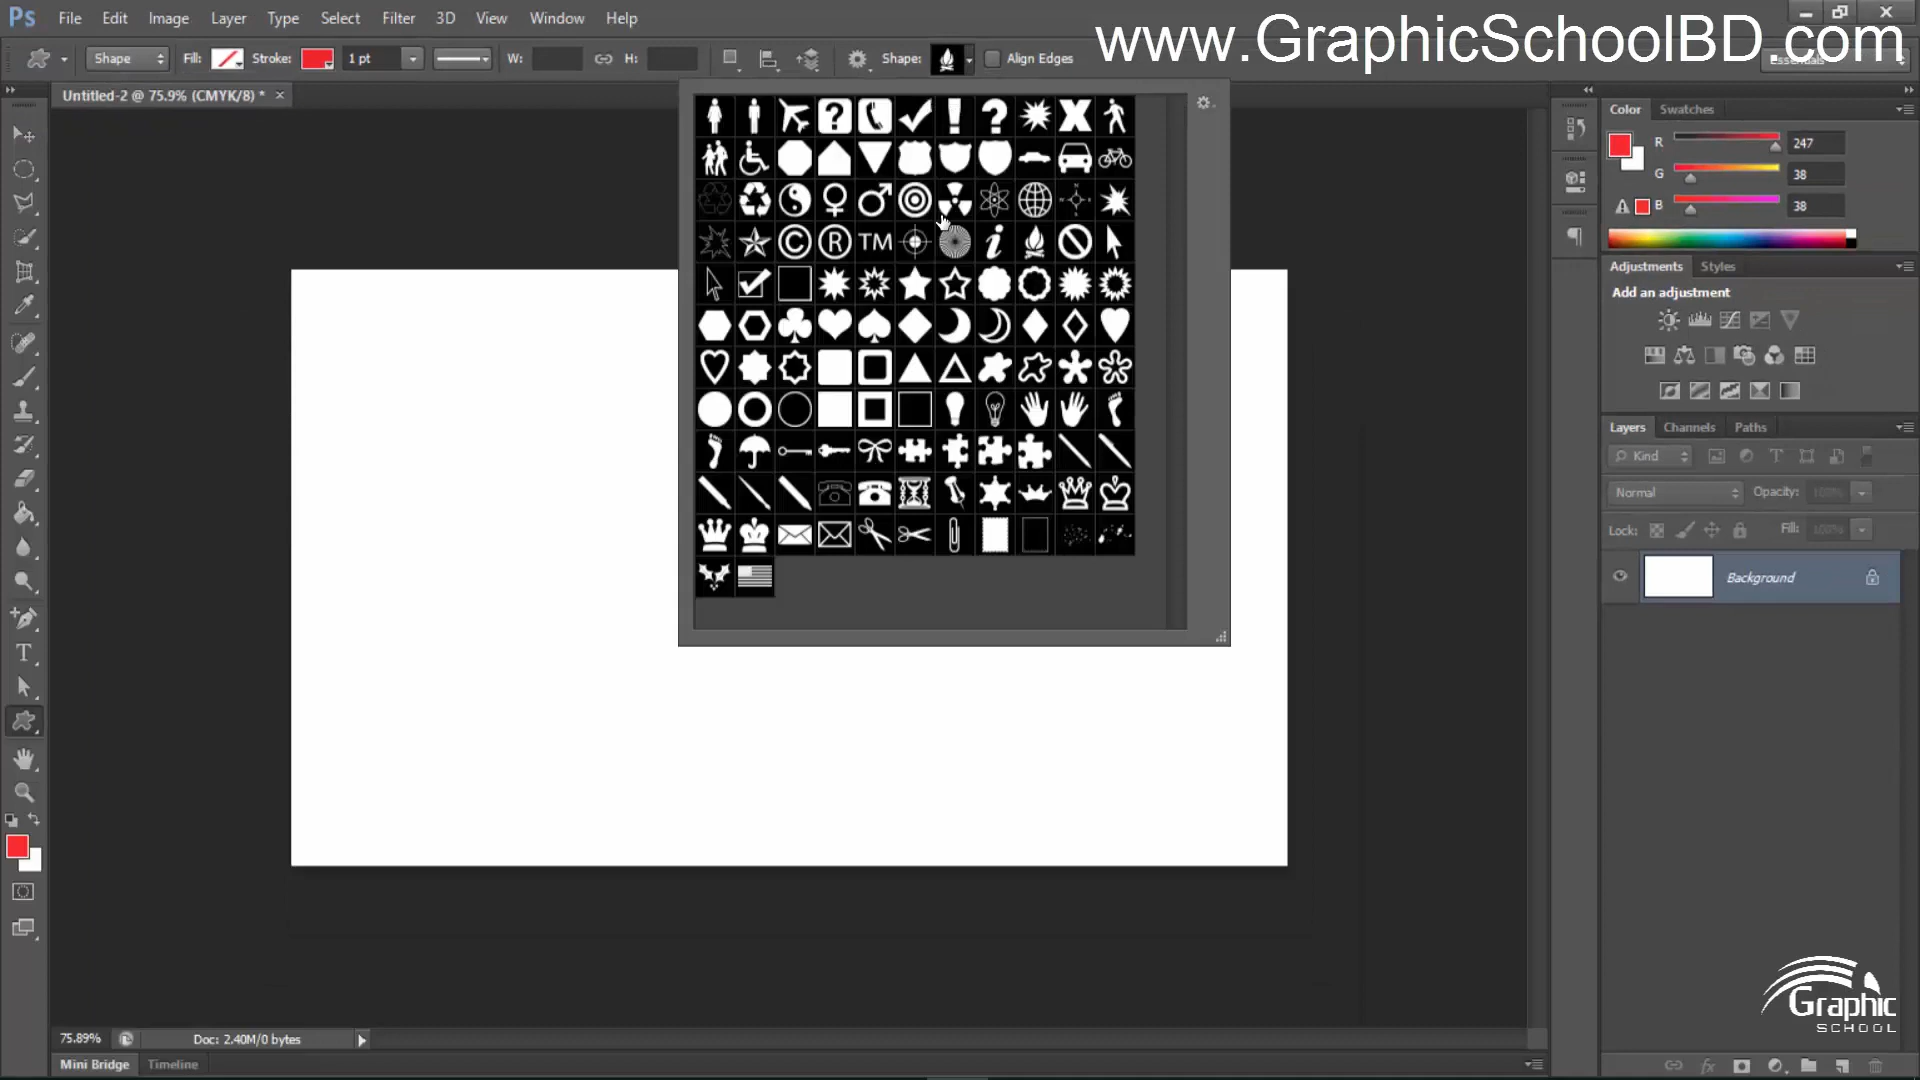 Ps File Edit Image Layer Type Select Filter 3D View Window Help
www.GraphicSchoolBD.com
Shape Fill: Stroke: 1 pt W: H: Shape: Align Edges Essentials
Untitled-2 @ 75.9% (CMYK/8) * ×
Color Swatches
R 247
G 38
B 38
TM
Adjustments Styles
Add an adjustment
Layers Channels Paths
Kind
Normal Opacity: 100%
Lock: Fill: 100%
Background
Graphic
SCHOOL
75.89% Doc: 2.40M/0 bytes
Mini Bridge Timeline